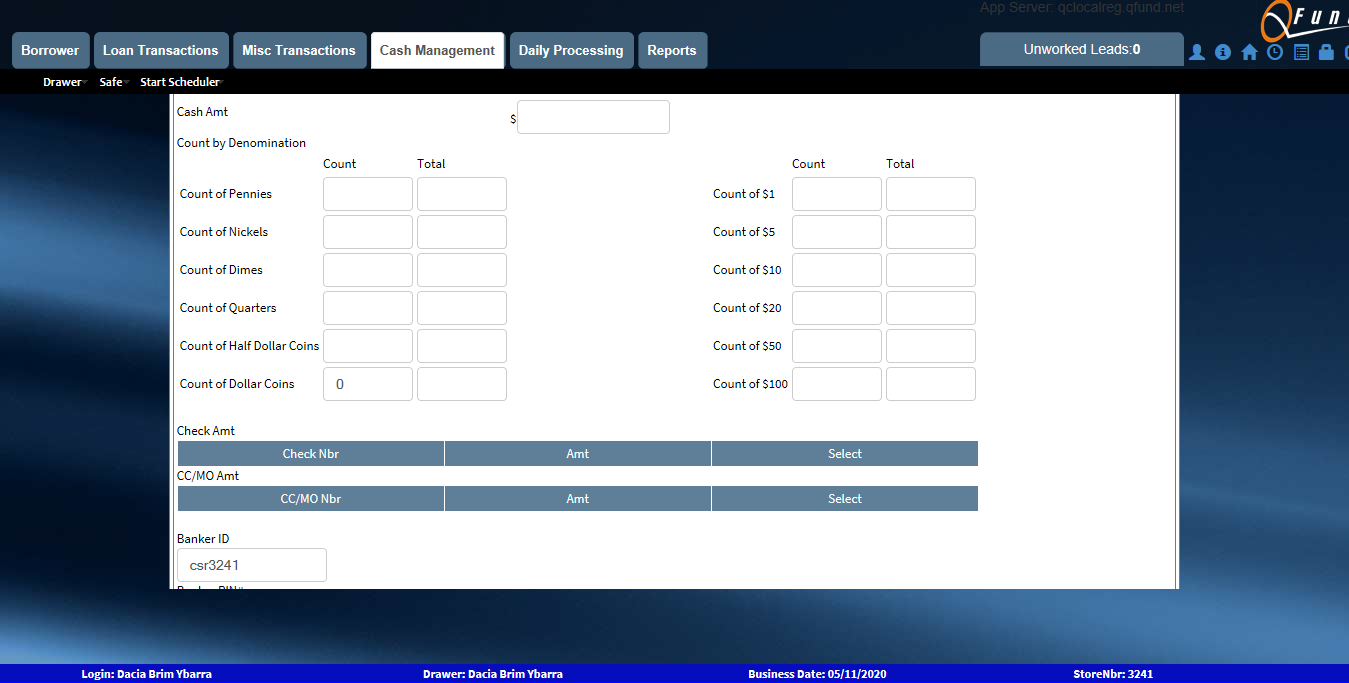 App Server: qclocalreg.qfund.net
QFun
Borrower Loan Transactions Misc Transactions Cash Management Daily Processing Reports Unworked Leads:0
Drawer Safe Start Scheduler
Cash Amt
$
Count by Denomination
Count Total Count Total
Count of Pennies Count of $1
Count of Nickels Count of $5
Count of Dimes Count of $10
Count of Quarters Count of $20
Count of Half Dollar Coins Count of $50
Count of Dollar Coins 0 Count of $100
Check Amt
Check Nbr Amt Select
CC/MO Amt
CC/MO Nbr Amt Select
Banker ID
csr3241
Login: Dacia Brim Ybarra Drawer: Dacia Brim Ybarra Business Date: 05/11/2020 StoreNbr: 3241